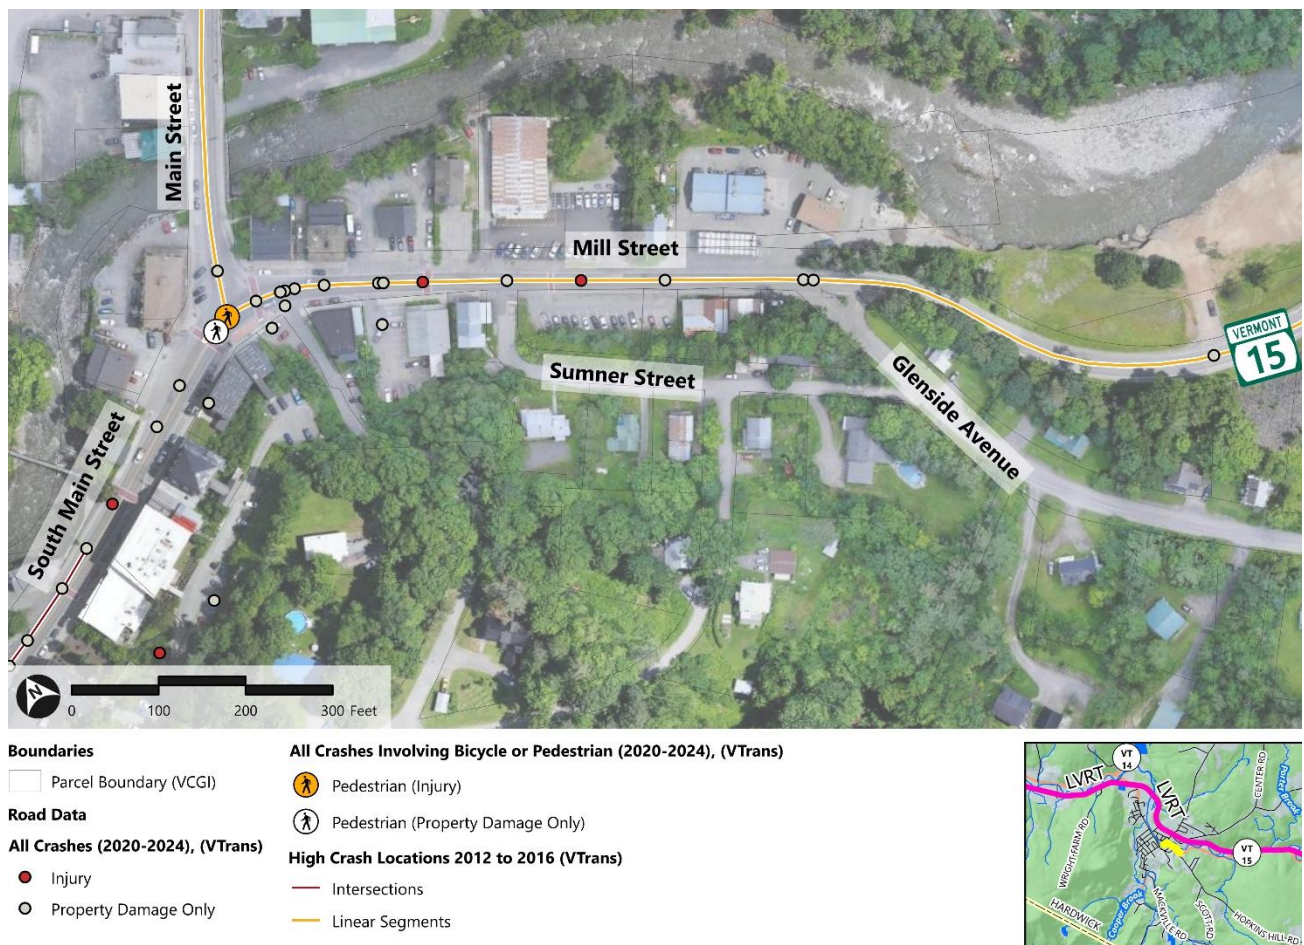 Main Street
Mill Street
Sumner Street
Glenside Avenue
South Main Street
VERMONT
15
N
0 100 200 300 Feet
Boundaries
Parcel Boundary (VCGI)
Road Data
All Crashes (2020-2024), (VTrans)
Injury
Property Damage Only
All Crashes Involving Bicycle or Pedestrian (2020-2024), (VTrans)
Pedestrian (Injury)
Pedestrian (Property Damage Only)
High Crash Locations 2012 to 2016 (VTrans)
Intersections
Linear Segments
VT
14
LVRT
LVRT
CENTER RD
Porter Brook
WRIGHT FARM RD
VT
15
HARDWICK
Cooper Brook
MACKVILLE RD
SCOTT RD
HOPKINS HILL RD